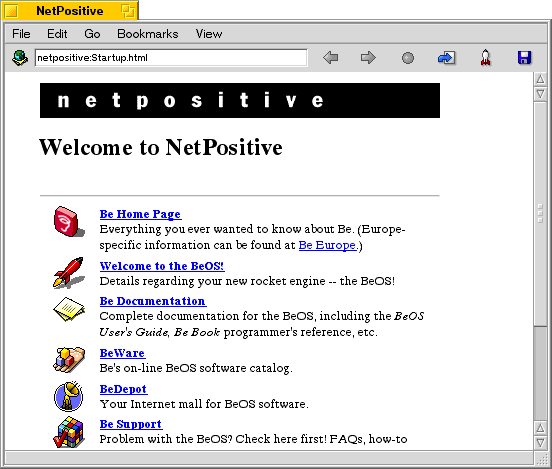 NetPositive
File Edit Go Bookmarks View
netpositive:Startup.html
netpositive
Welcome to NetPositive
Be Home Page
Everything you ever wanted to know about Be. (Europe-
specific information can be found at Be Europe.)
Welcome to the BeOS!
Details regarding your new rocket engine -- the BeOS!
Be Documentation
Complete documentation for the BeOS, including the BeOS
User's Guide, Be Book programmer's reference, etc.
BeWare
Be's on-line BeOS software catalog.
BeDepot
Your Internet mall for BeOS software.
Be Support
Problem with the BeOS? Check here first! FAQs, how-to